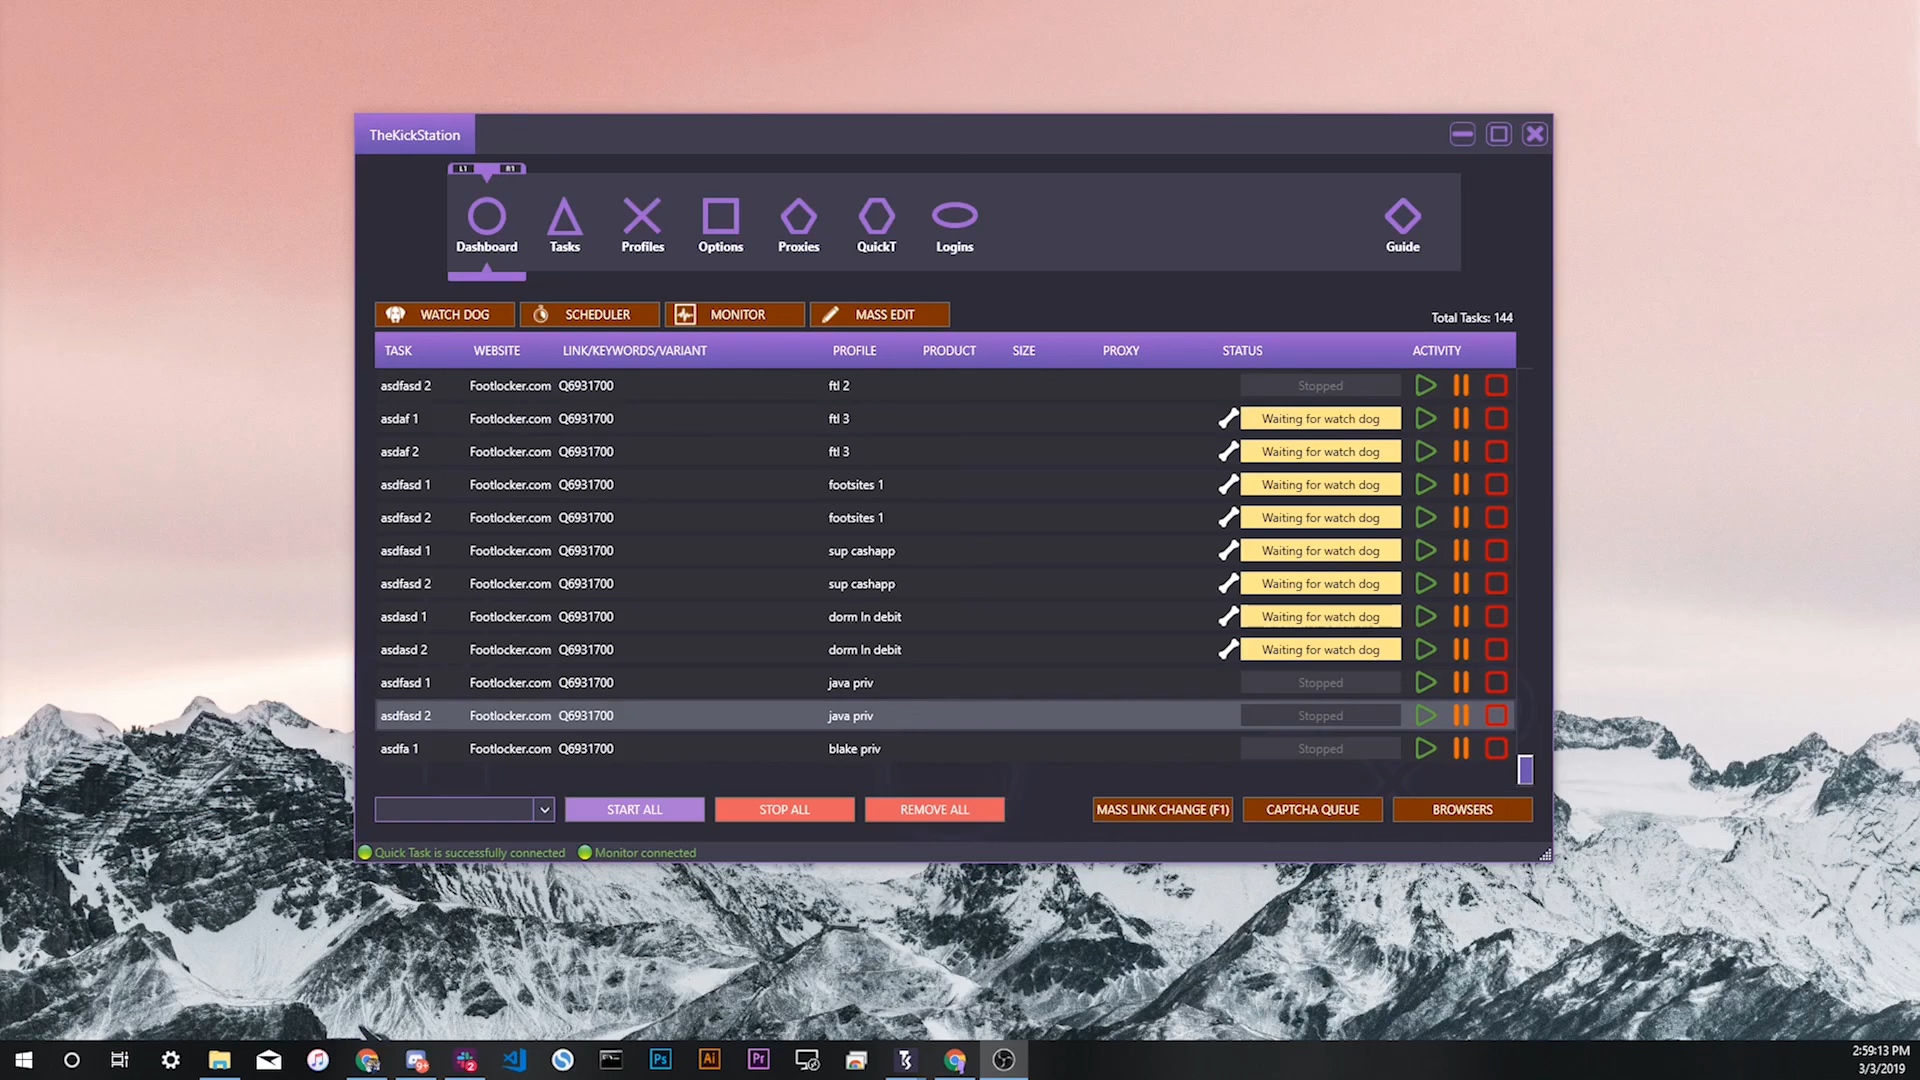 TheKickStation
L1 R1
Dashboard Tasks Profiles Options Proxies QuickT Logins Guide
WATCH DOG SCHEDULER MONITOR MASS EDIT Total Tasks: 144
TASK WEBSITE LINK/KEYWORDS/VARIANT PROFILE PRODUCT SIZE PROXY STATUS ACTIVITY
asdfasd 2 Footlocker.com Q6931700 ftl 2 Stopped
asdaf 1 Footlocker.com Q6931700 ftl 3 Waiting for watch dog
asdaf 2 Footlocker.com Q6931700 ftl 3 Waiting for watch dog
asdfasd 1 Footlocker.com Q6931700 footsites 1 Waiting for watch dog
asdfasd 2 Footlocker.com Q6931700 footsites 1 Waiting for watch dog
asdfasd 1 Footlocker.com Q6931700 sup cashapp Waiting for watch dog
asdfasd 2 Footlocker.com Q6931700 sup cashapp Waiting for watch dog
asdasd 1 Footlocker.com Q6931700 dorm ln debit Waiting for watch dog
asdasd 2 Footlocker.com Q6931700 dorm ln debit Waiting for watch dog
asdfasd 1 Footlocker.com Q6931700 java priv Stopped
asdfasd 2 Footlocker.com Q6931700 java priv Stopped
asdfa 1 Footlocker.com Q6931700 blake priv Stopped
START ALL STOP ALL REMOVE ALL MASS LINK CHANGE (F1) CAPTCHA QUEUE BROWSERS
Quick Task is successfully connected Monitor connected
9+ 2 Ps Ai Pr
2:59:13 PM
3/3/2019